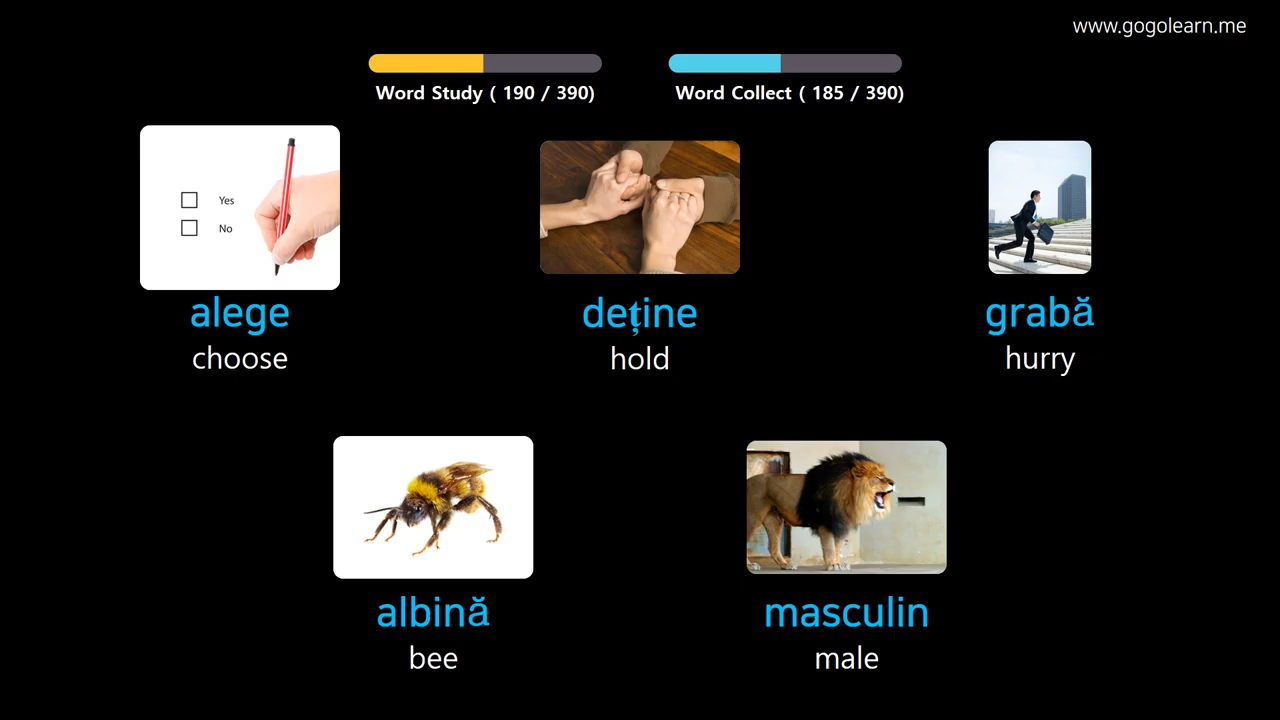 www.gogolearn.me
Word Study ( 190 / 390)
Word Collect ( 185 / 390)
Yes
No
alege
choose
deține
hold
grabă
hurry
albină
bee
masculin
male